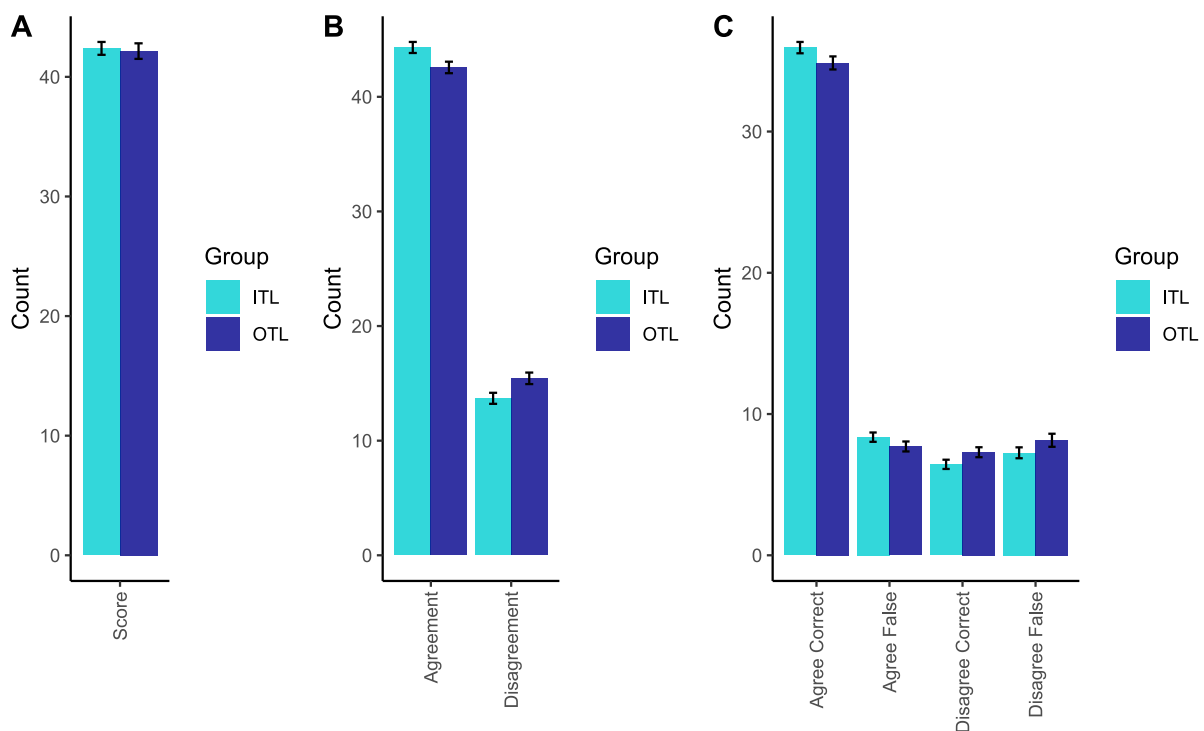 A
Count
40
30
20
10
0
Score
Group
ITL
OTL
B
Count
40
30
20
10
0
Agreement
Disagreement
Group
ITL
OTL
C
Count
30
20
10
0
Agree Correct
Agree False
Disagree Correct
Disagree False
Group
ITL
OTL